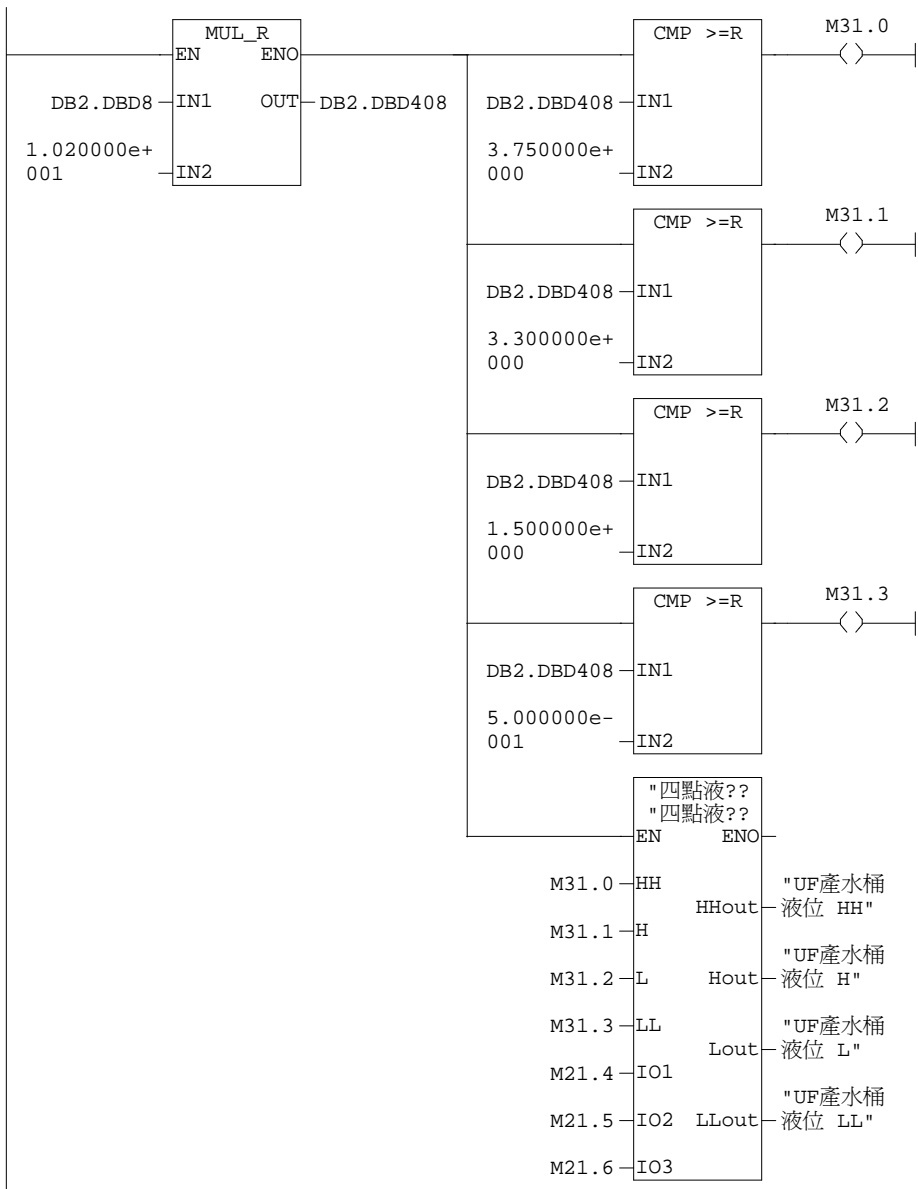 MUL_R
EN ENO
DB2.DBD8 IN1 OUT DB2.DBD408
1.020000e+
001 IN2
CMP >=R M31.0
DB2.DBD408 IN1
3.750000e+
000 IN2
CMP >=R M31.1
DB2.DBD408 IN1
3.300000e+
000 IN2
CMP >=R M31.2
DB2.DBD408 IN1
1.500000e+
000 IN2
CMP >=R M31.3
DB2.DBD408 IN1
5.000000e-
001 IN2
"四點液??
"四點液??
EN ENO
M31.0 HH
HHout "UF產水桶
液位 HH"
M31.1 H
M31.2 L Hout "UF產水桶
液位 H"
M31.3 LL
Lout "UF產水桶
液位 L"
M21.4 IO1
M21.5 IO2 LLout "UF產水桶
液位 LL"
M21.6 IO3